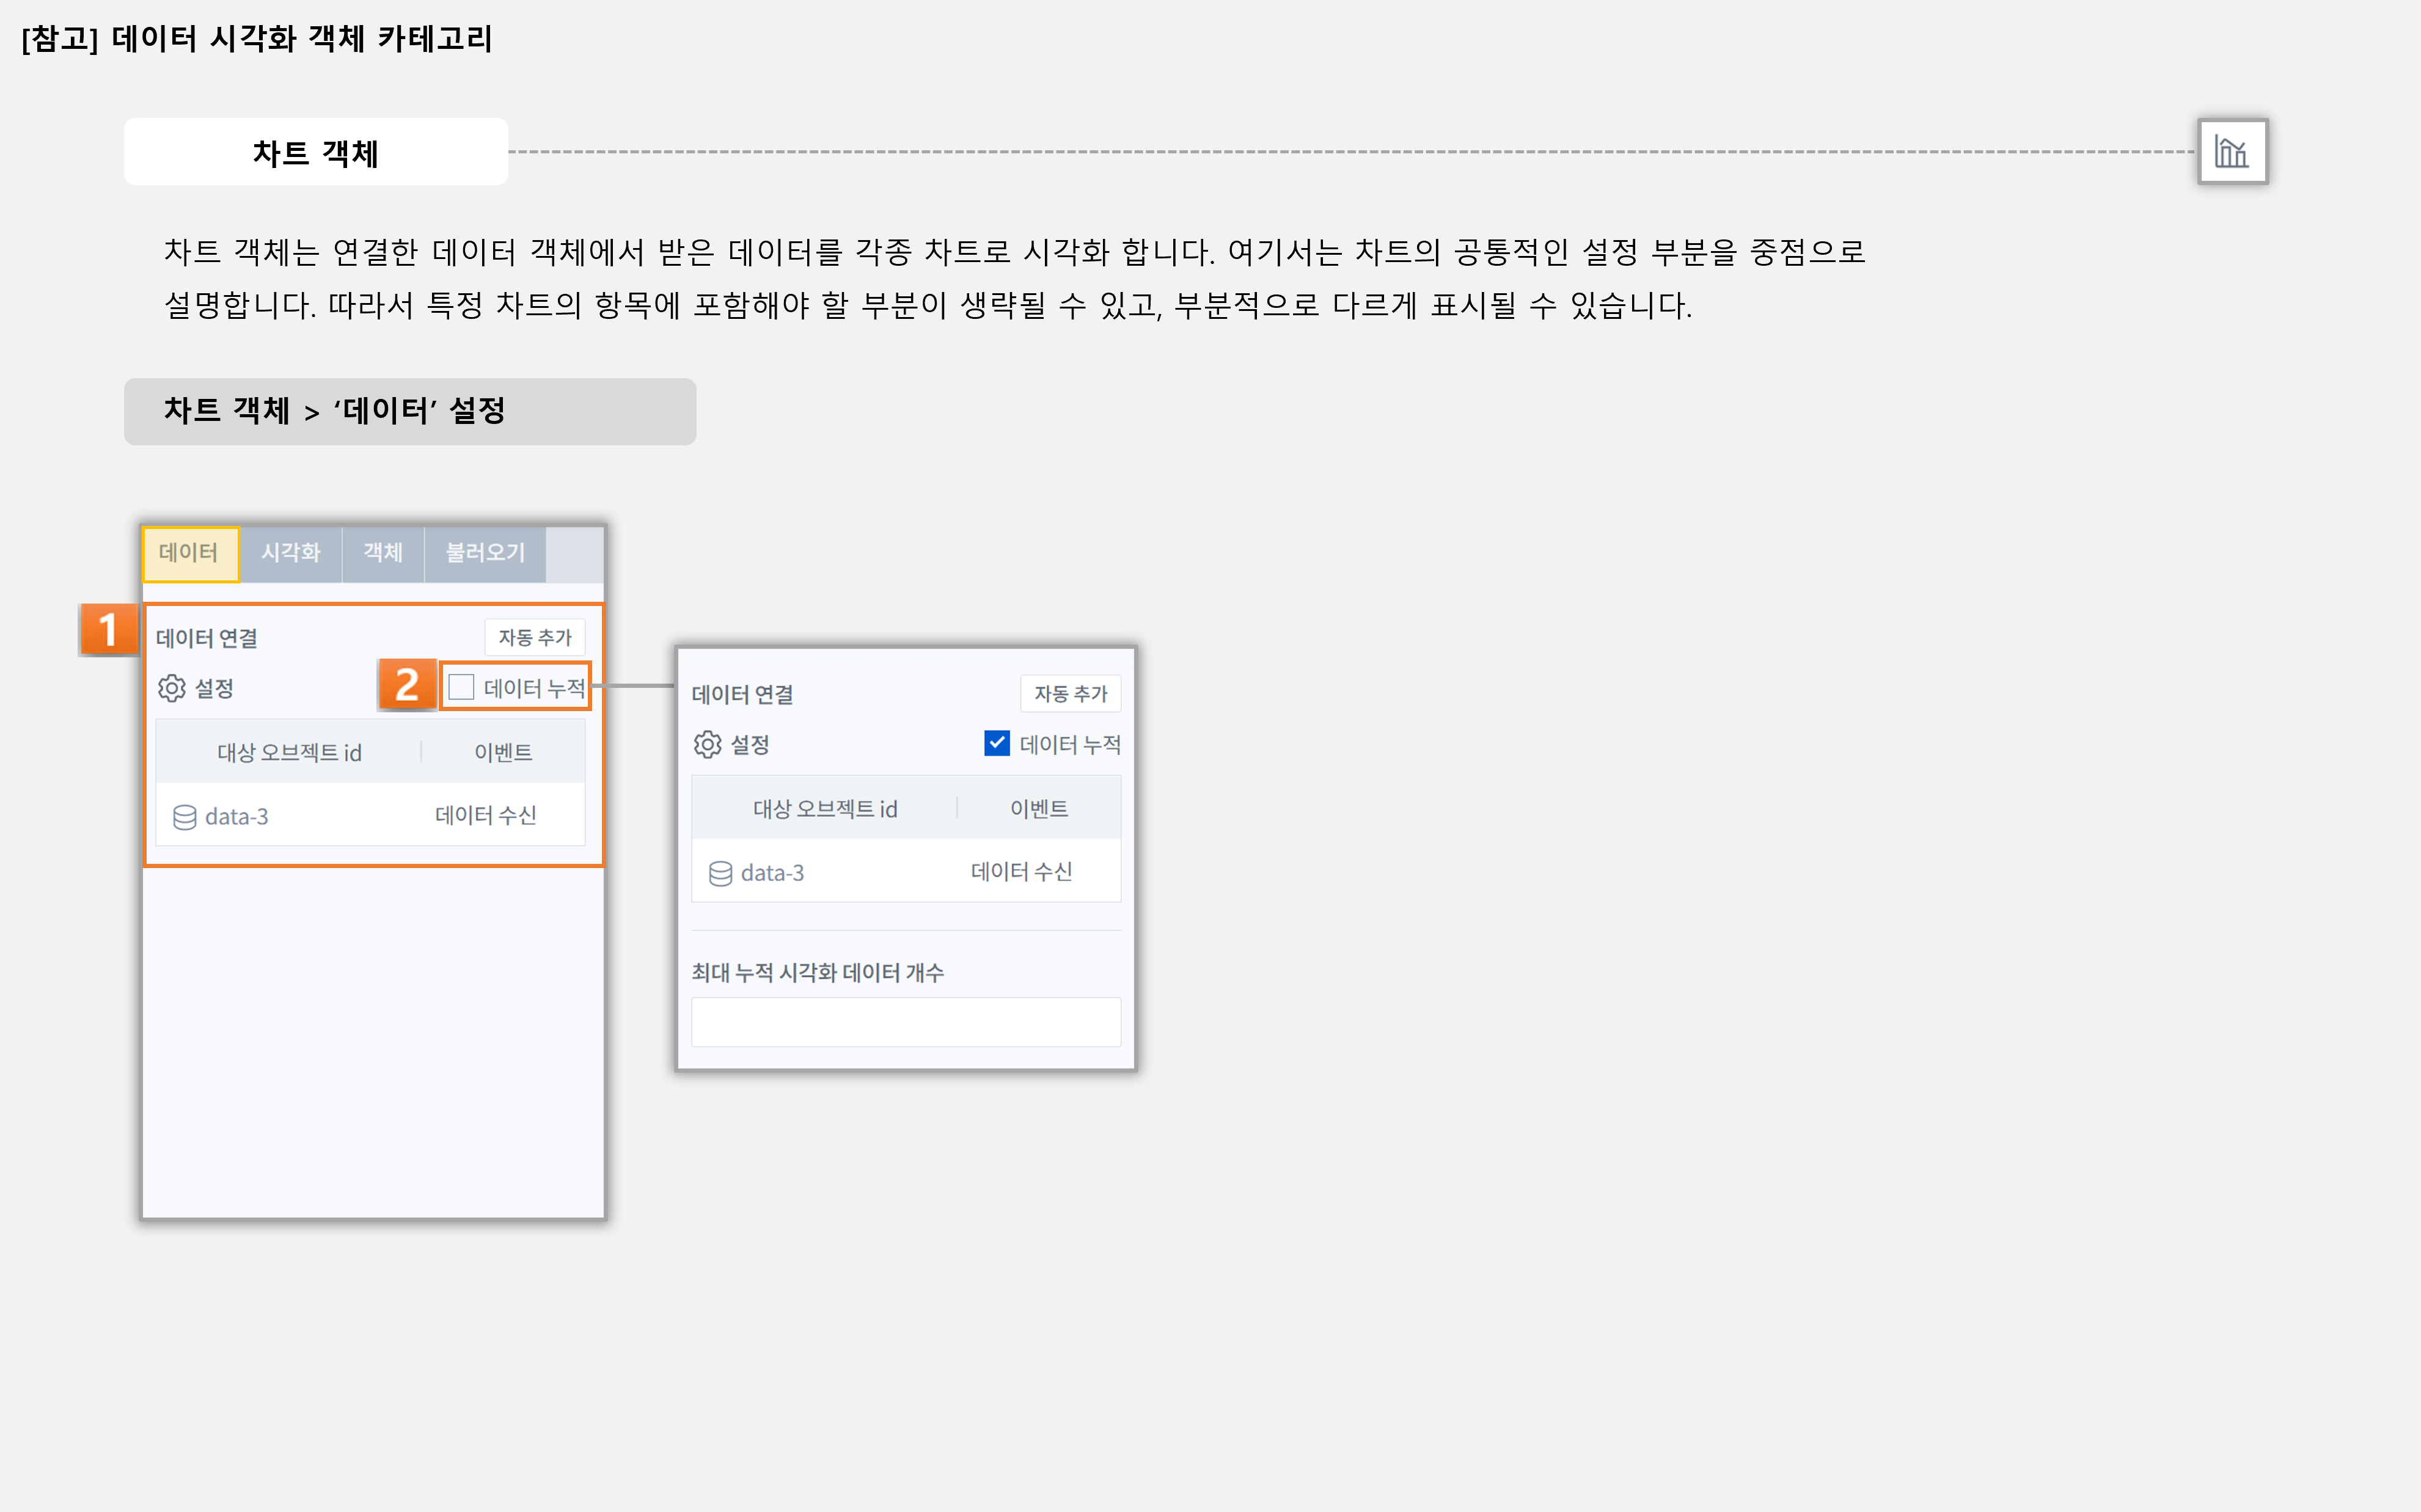 [참고] 데이터 시각화 객체 카테고리
차트 객체
차트 객체는 연결한 데이터 객체에서 받은 데이터를 각종 차트로 시각화 합니다. 여기서는 차트의 공통적인 설정 부분을 중점으로
설명합니다. 따라서 특정 차트의 항목에 포함해야 할 부분이 생략될 수 있고, 부분적으로 다르게 표시될 수 있습니다.
차트 객체 > ‘데이터’ 설정
데이터 시각화 객체 불러오기
1
데이터 연결 자동 추가
설정 2 데이터 누적
대상 오브젝트 id 이벤트
data-3 데이터 수신
데이터 연결 자동 추가
설정 데이터 누적
대상 오브젝트 id 이벤트
data-3 데이터 수신
최대 누적 시각화 데이터 개수